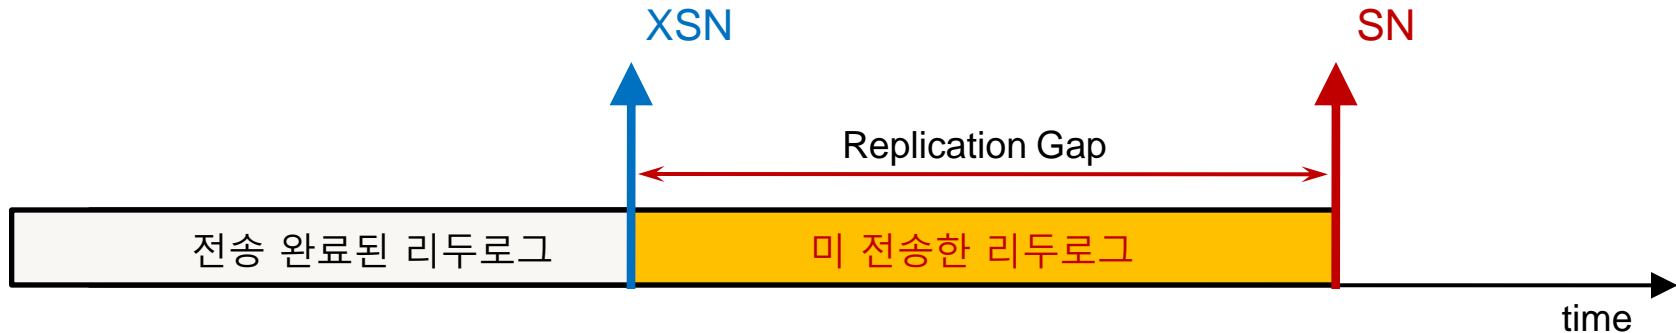 XSN
SN
Replication Gap
전송 완료된 리두로그
미 전송한 리두로그
time